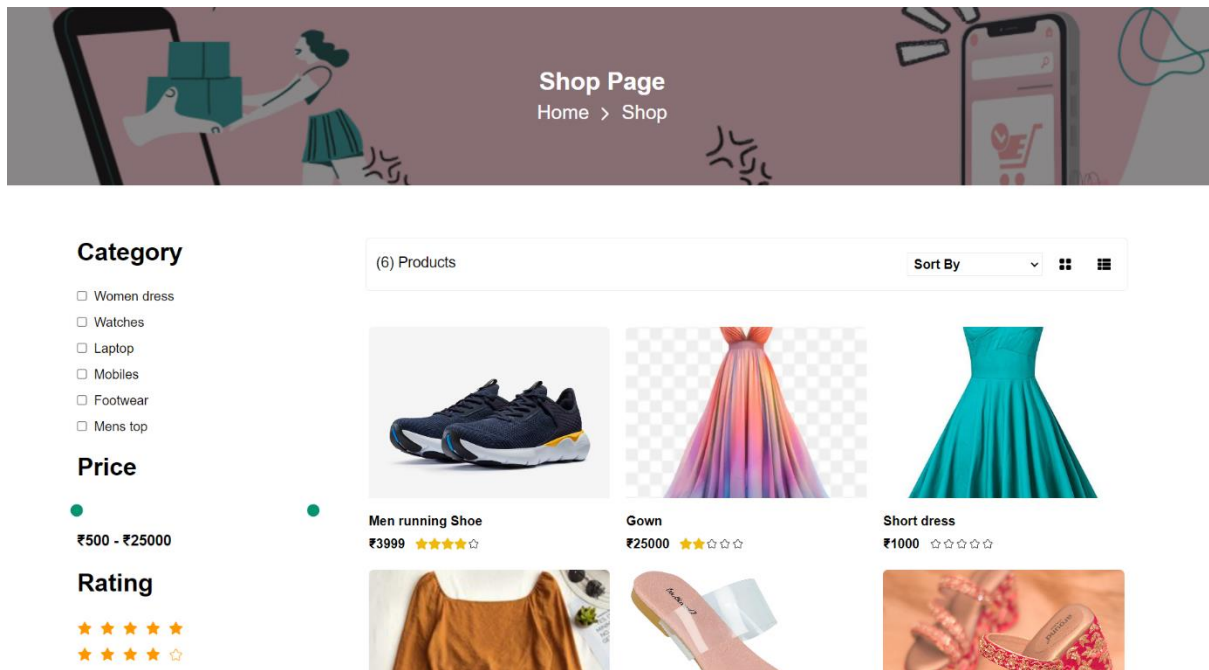 Shop Page
Home > Shop
Category
Women dress
Watches
Laptop
Mobiles
Footwear
Mens top
Price
₹500 - ₹25000
Rating
(6) Products
Sort By
Men running Shoe
₹3999
Gown
₹25000
Short dress
₹1000